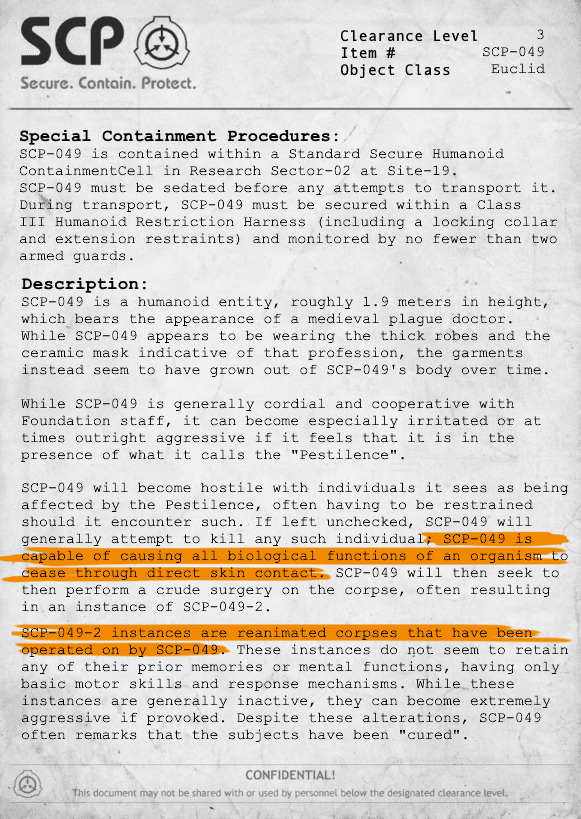 SCP
Secure. Contain. Protect.
Clearance Level 3
Item # SCP-049
Object Class Euclid
Special Containment Procedures:
SCP-049 is contained within a Standard Secure Humanoid
ContainmentCell in Research Sector-02 at Site-19.
SCP-049 must be sedated before any attempts to transport it.
During transport, SCP-049 must be secured within a Class
III Humanoid Restriction Harness (including a locking collar
and extension restraints) and monitored by no fewer than two
armed guards.
Description:
SCP-049 is a humanoid entity, roughly 1.9 meters in height,
which bears the appearance of a medieval plague doctor.
While SCP-049 appears to be wearing the thick robes and the
ceramic mask indicative of that profession, the garments
instead seem to have grown out of SCP-049's body over time.
While SCP-049 is generally cordial and cooperative with
Foundation staff, it can become especially irritated or at
times outright aggressive if it feels that it is in the
presence of what it calls the "Pestilence".
SCP-049 will become hostile with individuals it sees as being
affected by the Pestilence, often having to be restrained
should it encounter such. If left unchecked, SCP-049 will
generally attempt to kill any such individual; SCP-049 is
capable of causing all biological functions of an organism to
cease through direct skin contact. SCP-049 will then seek to
then perform a crude surgery on the corpse, often resulting
in an instance of SCP-049-2.
SCP-049-2 instances are reanimated corpses that have been
operated on by SCP-049. These instances do not seem to retain
any of their prior memories or mental functions, having only
basic motor skills and response mechanisms. While these
instances are generally inactive, they can become extremely
aggressive if provoked. Despite these alterations, SCP-049
often remarks that the subjects have been "cured".
CONFIDENTIAL!
This document may not be shared with or used by personnel below the designated clearance level.